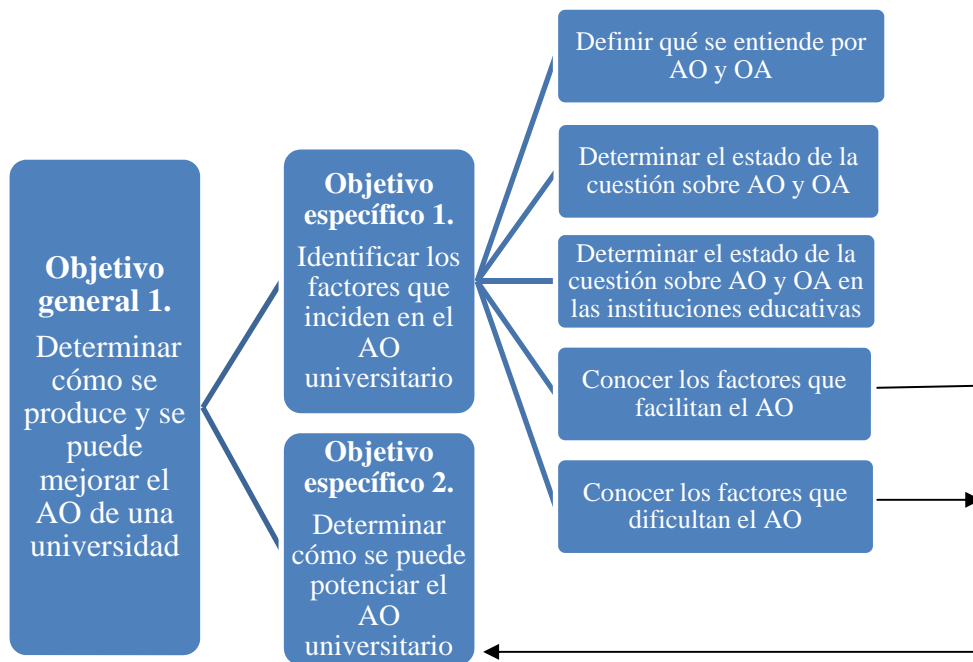 Objetivo
general 1.
Determinar
cómo se
produce y se
puede
mejorar el
AO de una
universidad
Objetivo
específico 1.
Identificar los
factores que
inciden en el
AO
universitario
Objetivo
específico 2.
Determinar
cómo se puede
potenciar el
AO
universitario
Definir qué se entiende por
AO y OA
Determinar el estado de la
cuestión sobre AO y OA
Determinar el estado de la
cuestión sobre AO y OA en
las instituciones educativas
Conocer los factores que
facilitan el AO
Conocer los factores que
dificultan el AO